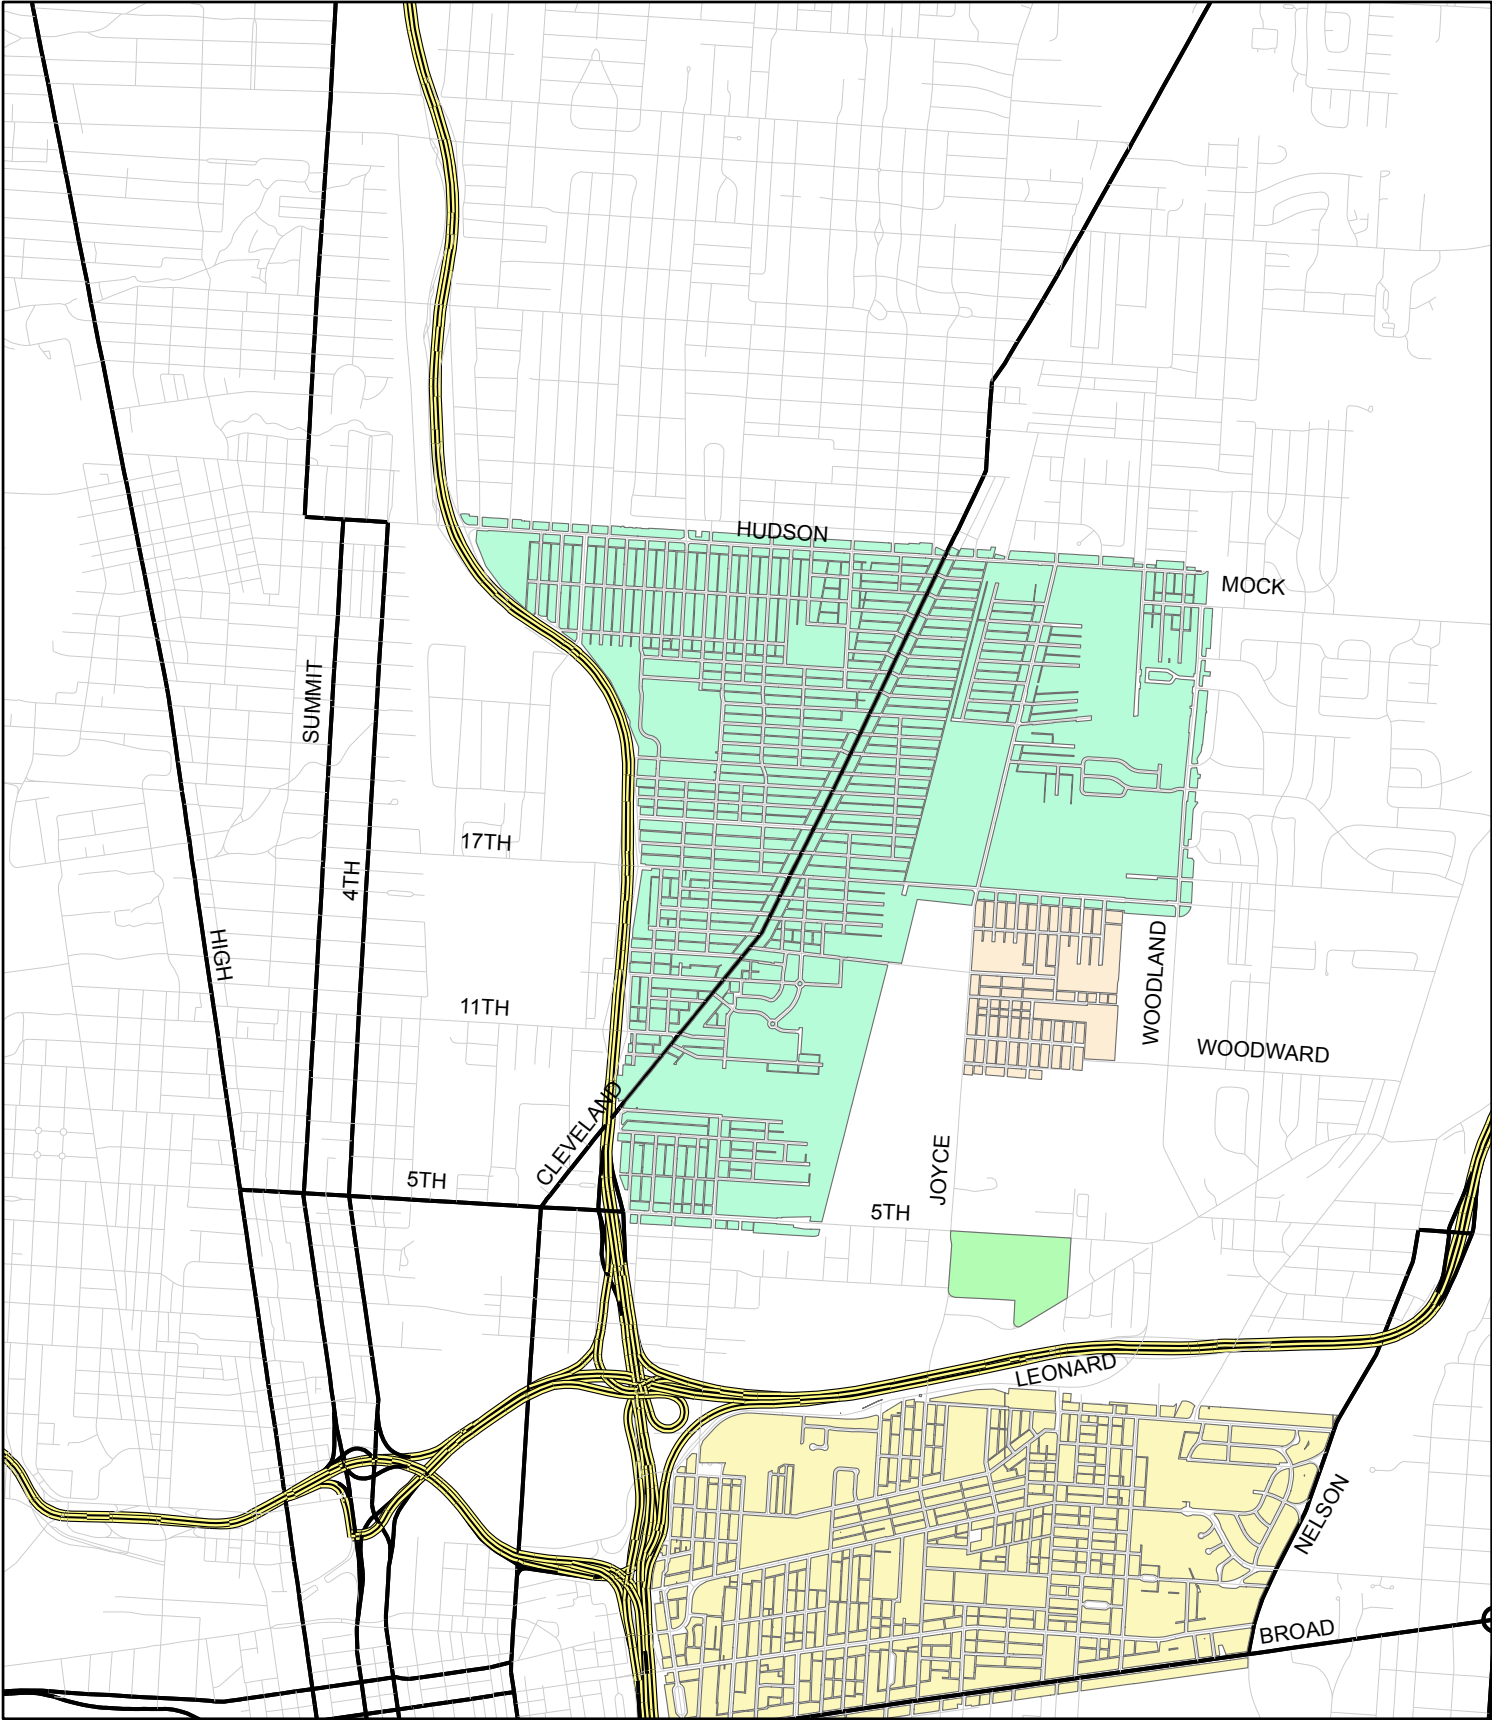 HUDSON
MOCK
SUMMIT
17TH
4TH
HIGH
WOODLAND
11TH
WOODWARD
CLEVELAND
JOYCE
5TH
5TH
LEONARD
NELSON
BROAD